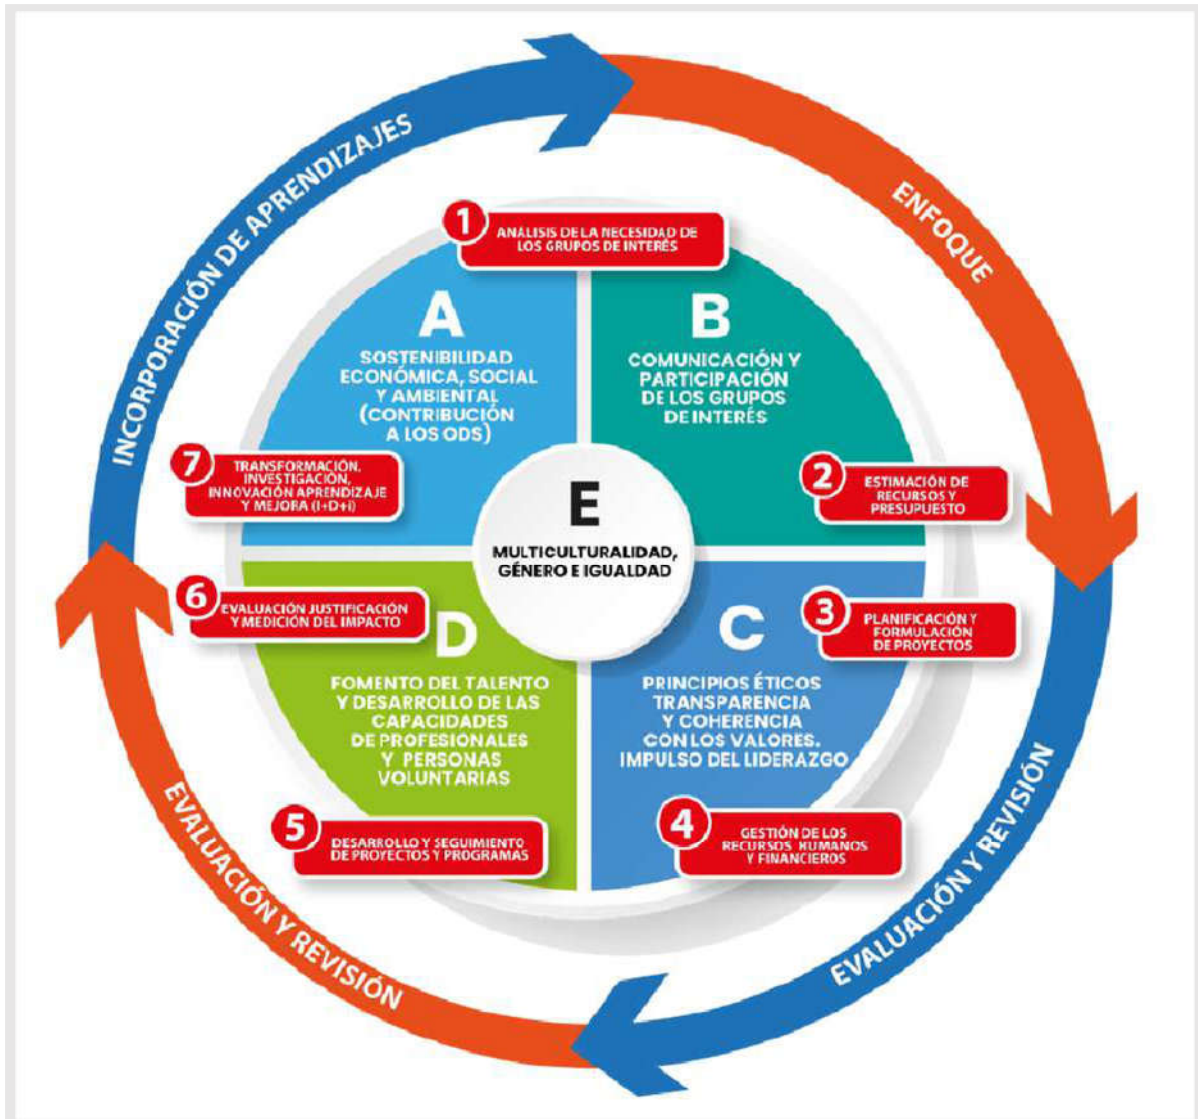 INCORPORACIÓN DE APRENDIZAJES
ENFOQUE
1
ANÁLISIS DE LA NECESIDAD DE
LOS GRUPOS DE INTERÉS
A
SOSTENIBILIDAD
ECONÓMICA, SOCIAL
Y AMBIENTAL
(CONTRIBUCIÓN
A LOS ODS)
B
COMUNICACIÓN Y
PARTICIPACIÓN
DE LOS GRUPOS
DE INTERÉS
7
TRANSFORMACIÓN,
INVESTIGACIÓN,
INNOVACIÓN APRENDIZAJE
Y MEJORA (I+D+i)
2
ESTIMACIÓN DE
RECURSOS Y
PRESUPUESTO
E
MULTICULTURALIDAD,
GÉNERO E IGUALDAD
6
EVALUACIÓN JUSTIFICACIÓN
Y MEDICIÓN DEL IMPACTO
3
PLANIFICACIÓN Y
FORMULACIÓN
DE PROYECTOS
D
FOMENTO DEL TALENTO
Y DESARROLLO DE LAS
CAPACIDADES
DE PROFESIONALES
Y PERSONAS
VOLUNTARIAS
C
PRINCIPIOS ÉTICOS
TRANSPARENCIA
Y COHERENCIA
CON LOS VALORES.
IMPULSO DEL LIDERAZGO
5
DESARROLLO Y SEGUIMIENTO
DE PROYECTOS Y PROGRAMAS
4
GESTIÓN DE LOS
RECURSOS HUMANOS
Y FINANCIEROS
EVALUACIÓN Y REVISIÓN
EVALUACIÓN Y REVISIÓN